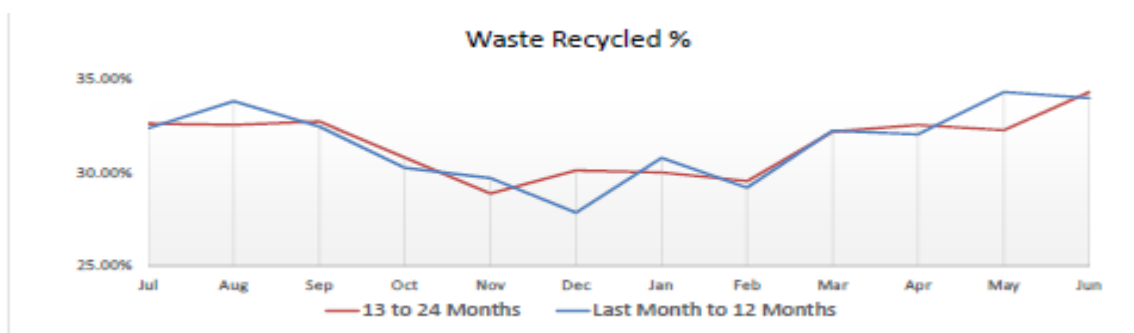 Waste Recycled %
35.00%
30.00%
25.00%
Jul Aug Sep Oct Nov Dec Jan Feb Mar Apr May Jun
13 to 24 Months Last Month to 12 Months